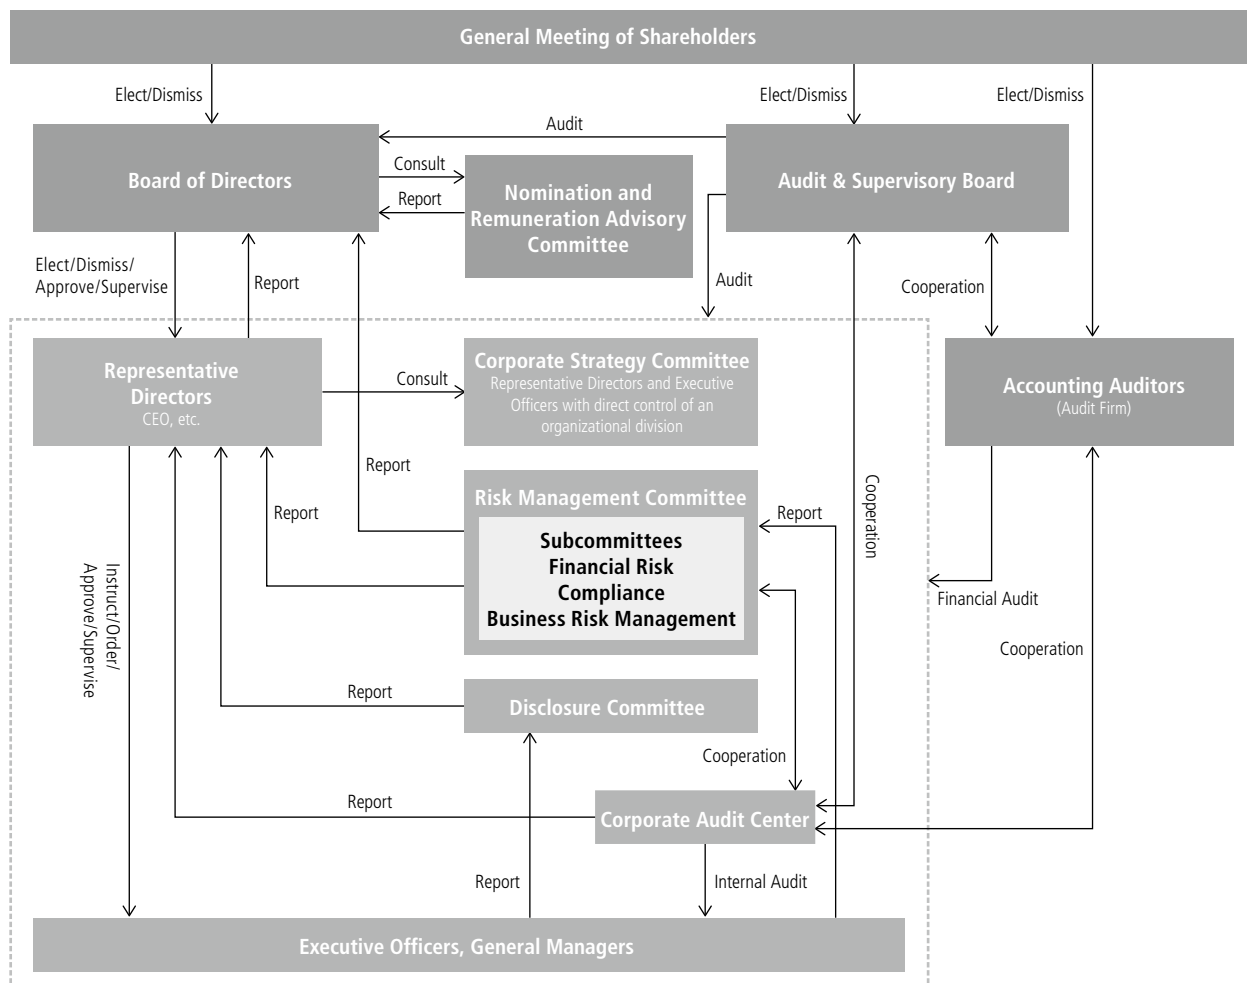 General Meeting of Shareholders
Elect/Dismiss
Elect/Dismiss
Elect/Dismiss
Audit
Board of Directors
Consult
Report
Nomination and
Remuneration Advisory
Committee
Audit & Supervisory Board
Elect/Dismiss/
Approve/Supervise
Report
Audit
Cooperation
Representative
Directors
CEO, etc.
Consult
Corporate Strategy Committee
Representative Directors and Executive
Officers with direct control of an
organizational division
Accounting Auditors
(Audit Firm)
Report
Report
Risk Management Committee
Subcommittees
Financial Risk
Compliance
Business Risk Management
Report
Cooperation
Instruct/Order/
Approve/Supervise
Financial Audit
Cooperation
Report
Disclosure Committee
Cooperation
Report
Corporate Audit Center
Report
Internal Audit
Executive Officers, General Managers